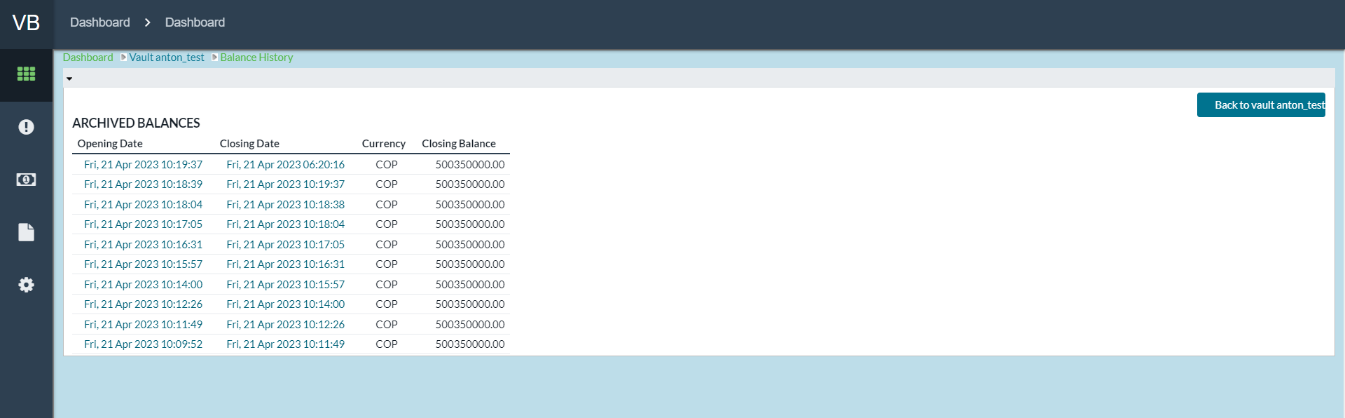 VB Dashboard Dashboard
Dashboard Vault anton_test Balance History
Back to vault anton_test
ARCHIVED BALANCES
Opening Date Closing Date Currency Closing Balance
Fri, 21 Apr 2023 10:19:37 Fri, 21 Apr 2023 06:20:16 COP 500350000.00
Fri, 21 Apr 2023 10:18:39 Fri, 21 Apr 2023 10:19:37 COP 500350000.00
Fri, 21 Apr 2023 10:18:04 Fri, 21 Apr 2023 10:18:38 COP 500350000.00
Fri, 21 Apr 2023 10:17:05 Fri, 21 Apr 2023 10:18:04 COP 500350000.00
Fri, 21 Apr 2023 10:16:31 Fri, 21 Apr 2023 10:17:05 COP 500350000.00
Fri, 21 Apr 2023 10:15:57 Fri, 21 Apr 2023 10:16:31 COP 500350000.00
Fri, 21 Apr 2023 10:14:00 Fri, 21 Apr 2023 10:15:57 COP 500350000.00
Fri, 21 Apr 2023 10:12:26 Fri, 21 Apr 2023 10:14:00 COP 500350000.00
Fri, 21 Apr 2023 10:11:49 Fri, 21 Apr 2023 10:12:26 COP 500350000.00
Fri, 21 Apr 2023 10:09:52 Fri, 21 Apr 2023 10:11:49 COP 500350000.00